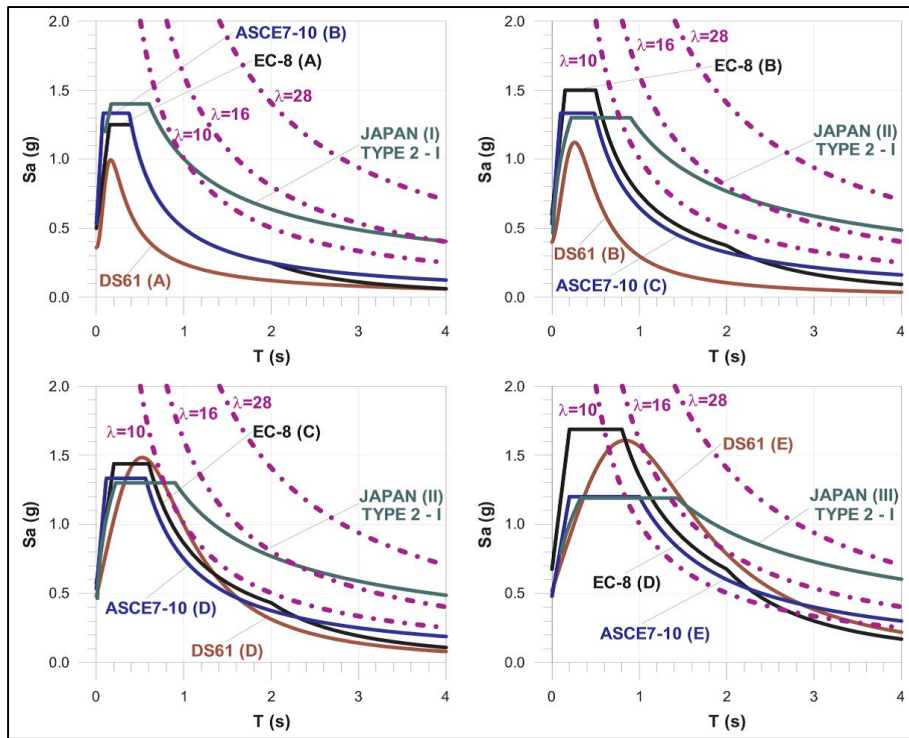 2.0
1.5
1.0
0.5
0.0
Sa (g)
ASCE7-10 (B)
EC-8 (A)
λ=28
λ=16
λ=10
JAPAN (I)
TYPE 2 - I
DS61 (A)
0 1 2 3 4
T (s)
2.0
1.5
1.0
0.5
0.0
Sa (g)
λ=28
λ=16
λ=10
EC-8 (B)
JAPAN (II)
TYPE 2 - I
DS61 (B)
ASCE7-10 (C)
0 1 2 3 4
T (s)
2.0
1.5
1.0
0.5
0.0
Sa (g)
λ=28
λ=16
λ=10
EC-8 (C)
JAPAN (II)
TYPE 2 - I
ASCE7-10 (D)
DS61 (D)
0 1 2 3 4
T (s)
2.0
1.5
1.0
0.5
0.0
Sa (g)
λ=28
λ=16
λ=10
DS61 (E)
JAPAN (III)
TYPE 2 - I
EC-8 (D)
ASCE7-10 (E)
0 1 2 3 4
T (s)